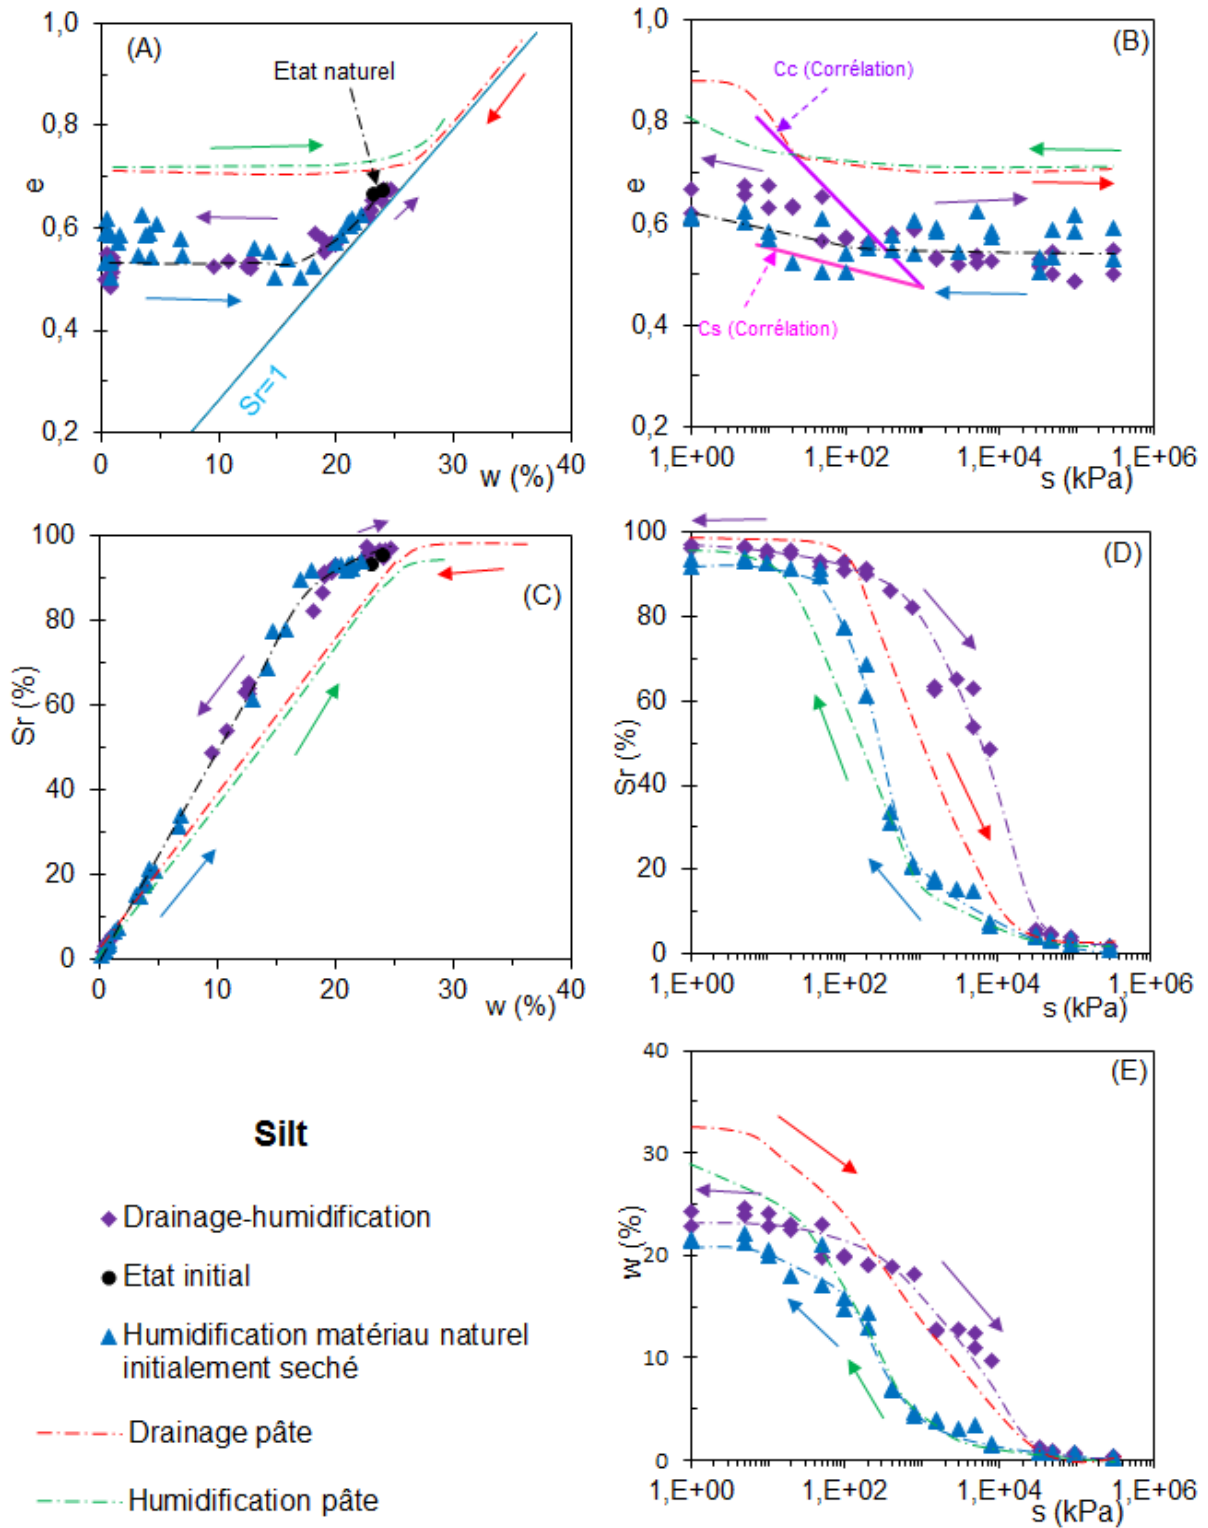 1,0
(A)
Etat naturel
0,8
e
0,6
0,4
Sr=1
0,2
0
10
20
30
40
w (%)
1,0
(B)
Cc (Corrélation)
0,8
e
0,6
0,4
Cs (Corrélation)
0,2
1,E+00
1,E+02
1,E+04
1,E+06
s (kPa)
100
80
(C)
Sr (%)
60
40
20
0
0
10
20
30
40
w (%)
100
(D)
80
60
Sr (%)
40
20
0
1,E+00
1,E+02
1,E+04
1,E+06
s (kPa)
40
(E)
30
w (%)
20
10
0
1,E+00
1,E+02
1,E+04
1,E+06
s (kPa)
Silt
Drainage-humidification
Etat initial
Humidification matériau naturel
initialement seché
Drainage pâte
Humidification pâte